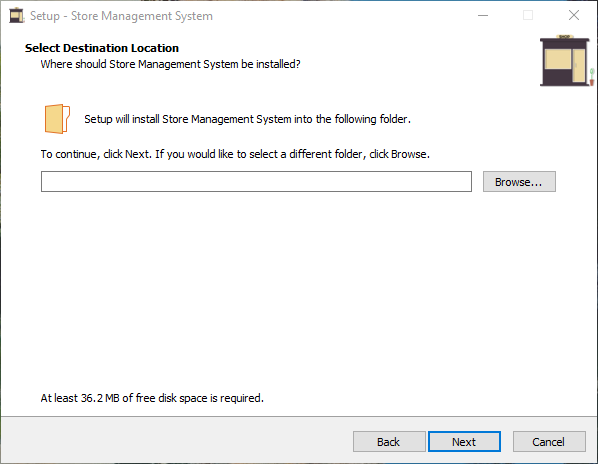 Setup - Store Management System
Select Destination Location
Where should Store Management System be installed?
SHOP
Setup will install Store Management System into the following folder.
To continue, click Next. If you would like to select a different folder, click Browse.
Browse...
At least 36.2 MB of free disk space is required.
Back
Next
Cancel